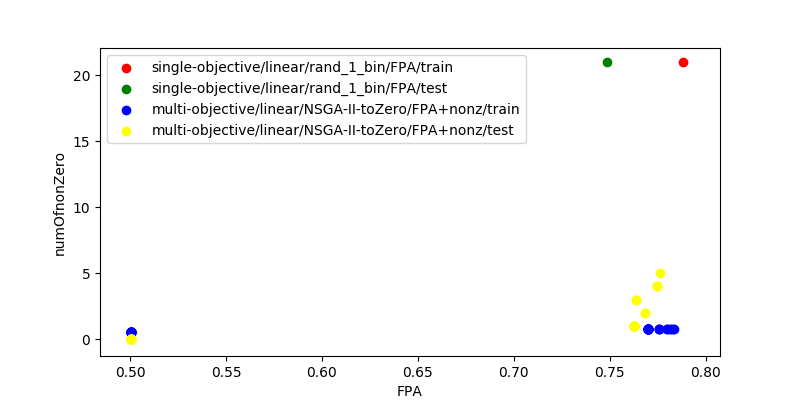 single-objective/linear/rand_1_bin/FPA/train
single-objective/linear/rand_1_bin/FPA/test
multi-objective/linear/NSGA-II-toZero/FPA+nonz/train
multi-objective/linear/NSGA-II-toZero/FPA+nonz/test
numOfnonZero
20
15
10
5
0
0.50 0.55 0.60 0.65 0.70 0.75 0.80
FPA